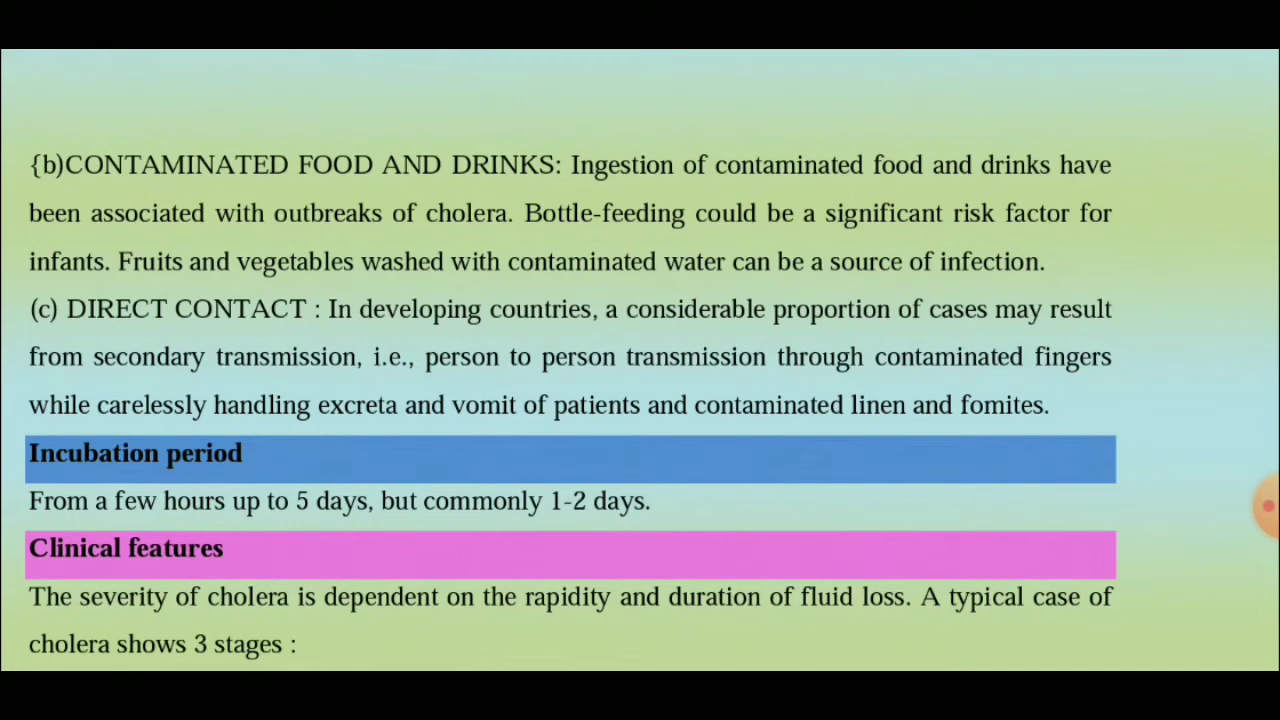 {b)CONTAMINATED FOOD AND DRINKS: Ingestion of contaminated food and drinks have
been associated with outbreaks of cholera. Bottle-feeding could be a significant risk factor for
infants. Fruits and vegetables washed with contaminated water can be a source of infection.
(c) DIRECT CONTACT : In developing countries, a considerable proportion of cases may result
from secondary transmission, i.e., person to person transmission through contaminated fingers
while carelessly handling excreta and vomit of patients and contaminated linen and fomites.
Incubation period
From a few hours up to 5 days, but commonly 1-2 days.
Clinical features
The severity of cholera is dependent on the rapidity and duration of fluid loss. A typical case of
cholera shows 3 stages :